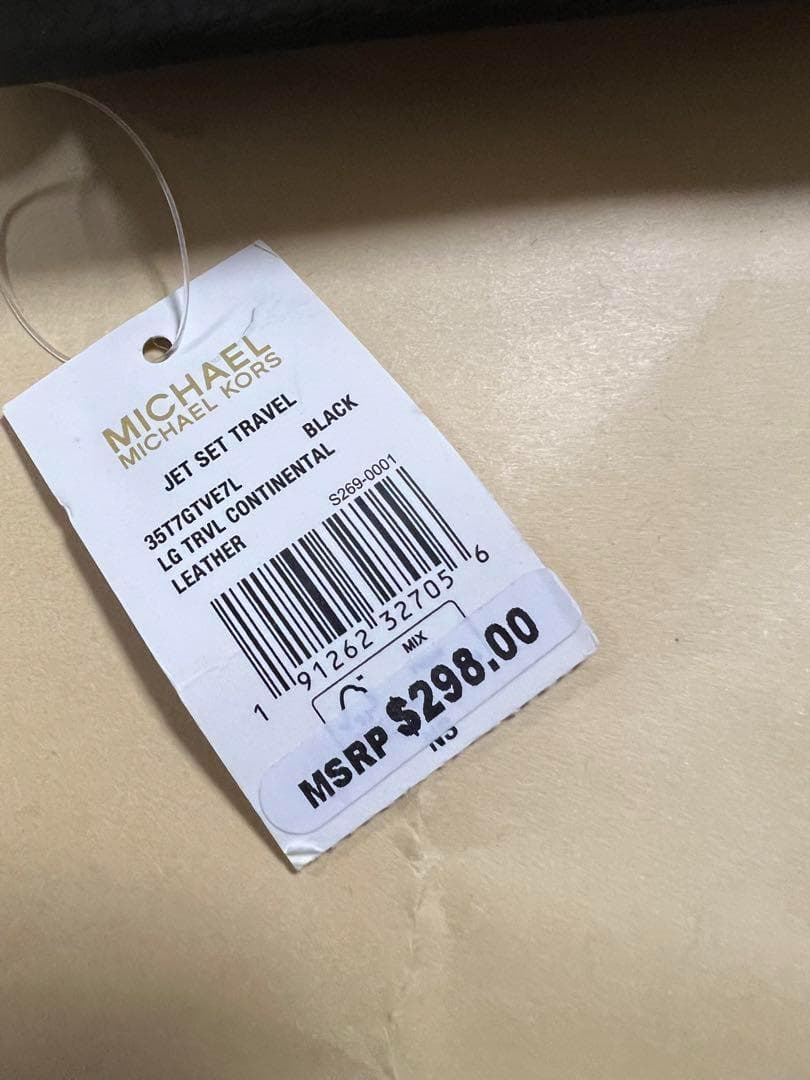 MICHAEL
MICHAEL KORS
JET SET TRAVEL
BLACK
35T7GTVE7L
LG TRVL CONTINENTAL
LEATHER
S269-0001
1 91262 32705 6
MIX
MSRP $298.00